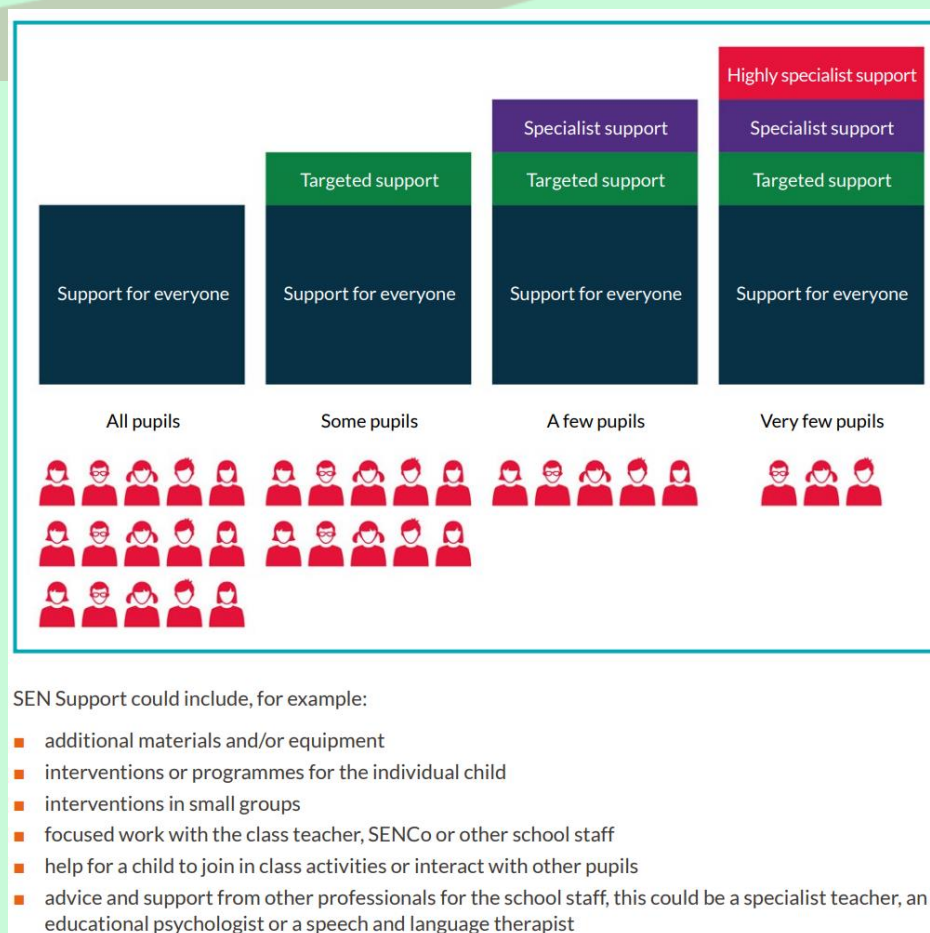 Highly specialist support
Specialist support
Specialist support
Targeted support
Targeted support
Targeted support
Support for everyone
Support for everyone
Support for everyone
Support for everyone
All pupils
Some pupils
A few pupils
Very few pupils
SEN Support could include, for example:
■ additional materials and/or equipment
■ interventions or programmes for the individual child
■ interventions in small groups
■ focused work with the class teacher, SENCo or other school staff
■ help for a child to join in class activities or interact with other pupils
■ advice and support from other professionals for the school staff, this could be a specialist teacher, an
educational psychologist or a speech and language therapist